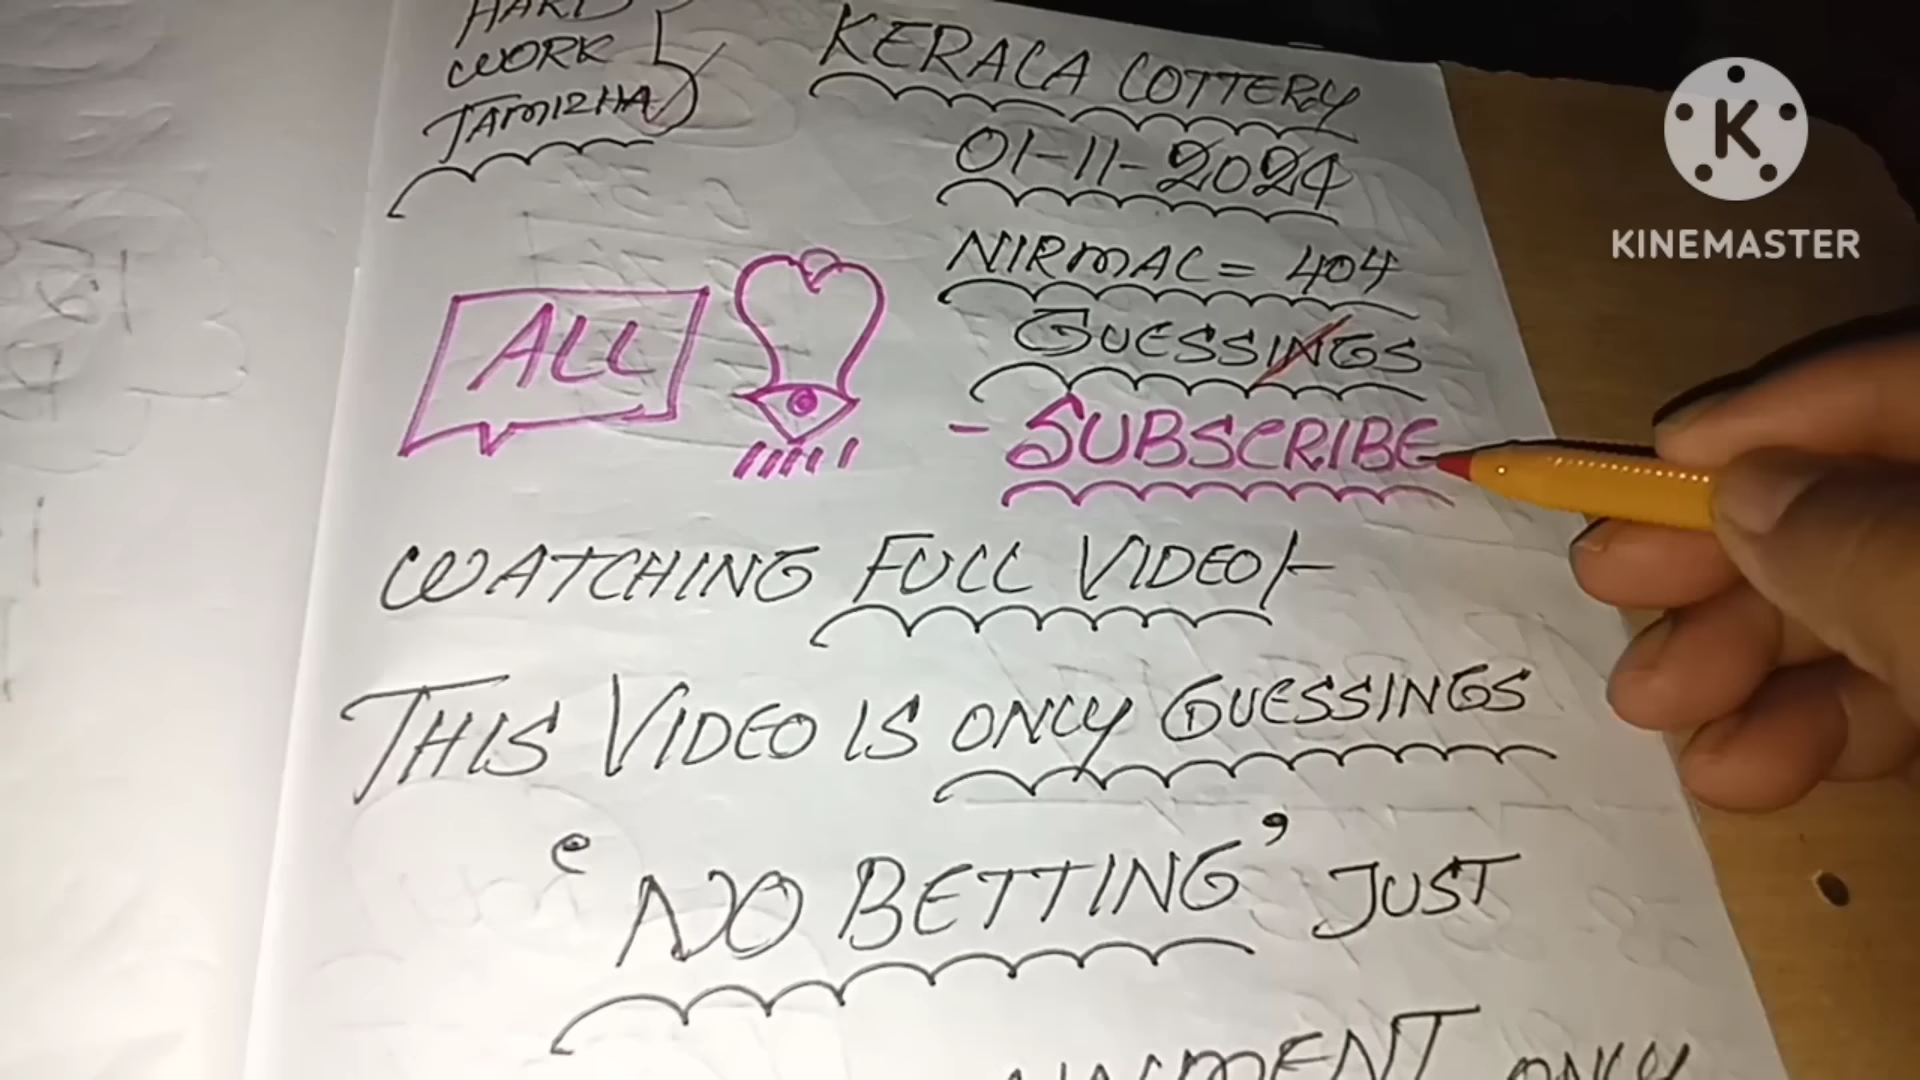 HARD
WORK
TAMIZHA
KERALA LOTTERY
01-11-2024
NIRMAL = 404
GUESSINGS
ALL
- SUBSCRIBE
WATCHING FULL VIDEO/-
THIS VIDEO IS ONLY GUESSINGS
'NO BETTING' JUST
ONLY
K
KINEMASTER